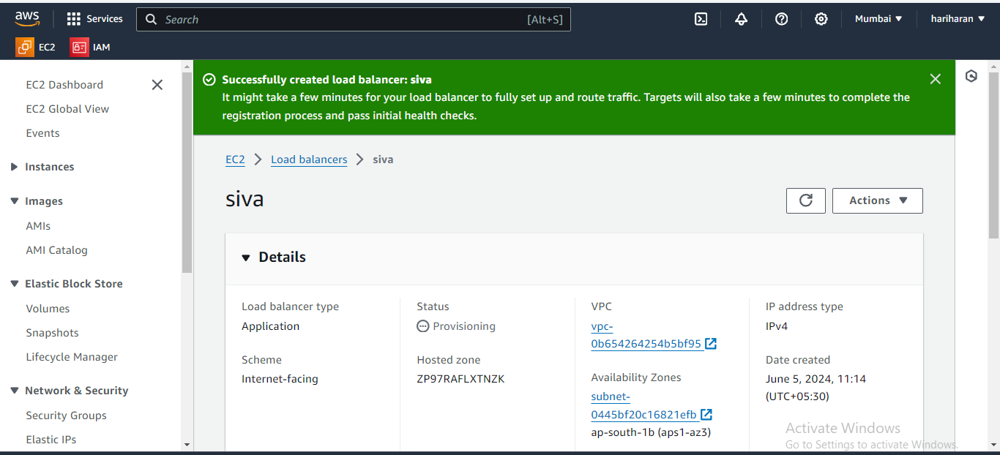 aws
Services
Search
[Alt+S]
Mumbai
hariharan
EC2
IAM
EC2 Dashboard
EC2 Global View
Events
Instances
Images
AMIs
AMI Catalog
Elastic Block Store
Volumes
Snapshots
Lifecycle Manager
Network & Security
Security Groups
Elastic IPs
Successfully created load balancer: siva
It might take a few minutes for your load balancer to fully set up and route traffic. Targets will also take a few minutes to complete the
registration process and pass initial health checks.
EC2 Load balancers siva
siva
Actions
Details
Load balancer type
Application
Scheme
Internet-facing
Status
Provisioning
Hosted zone
ZP97RAFLXTNZK
VPC
vpc-
0b654264254b5bf95
Availability Zones
subnet-
0445bf20c16821efb
ap-south-1b (aps1-az3)
IP address type
IPv4
Date created
June 5, 2024, 11:14
(UTC+05:30)
Activate Windows
Go to Settings to activate Windows.